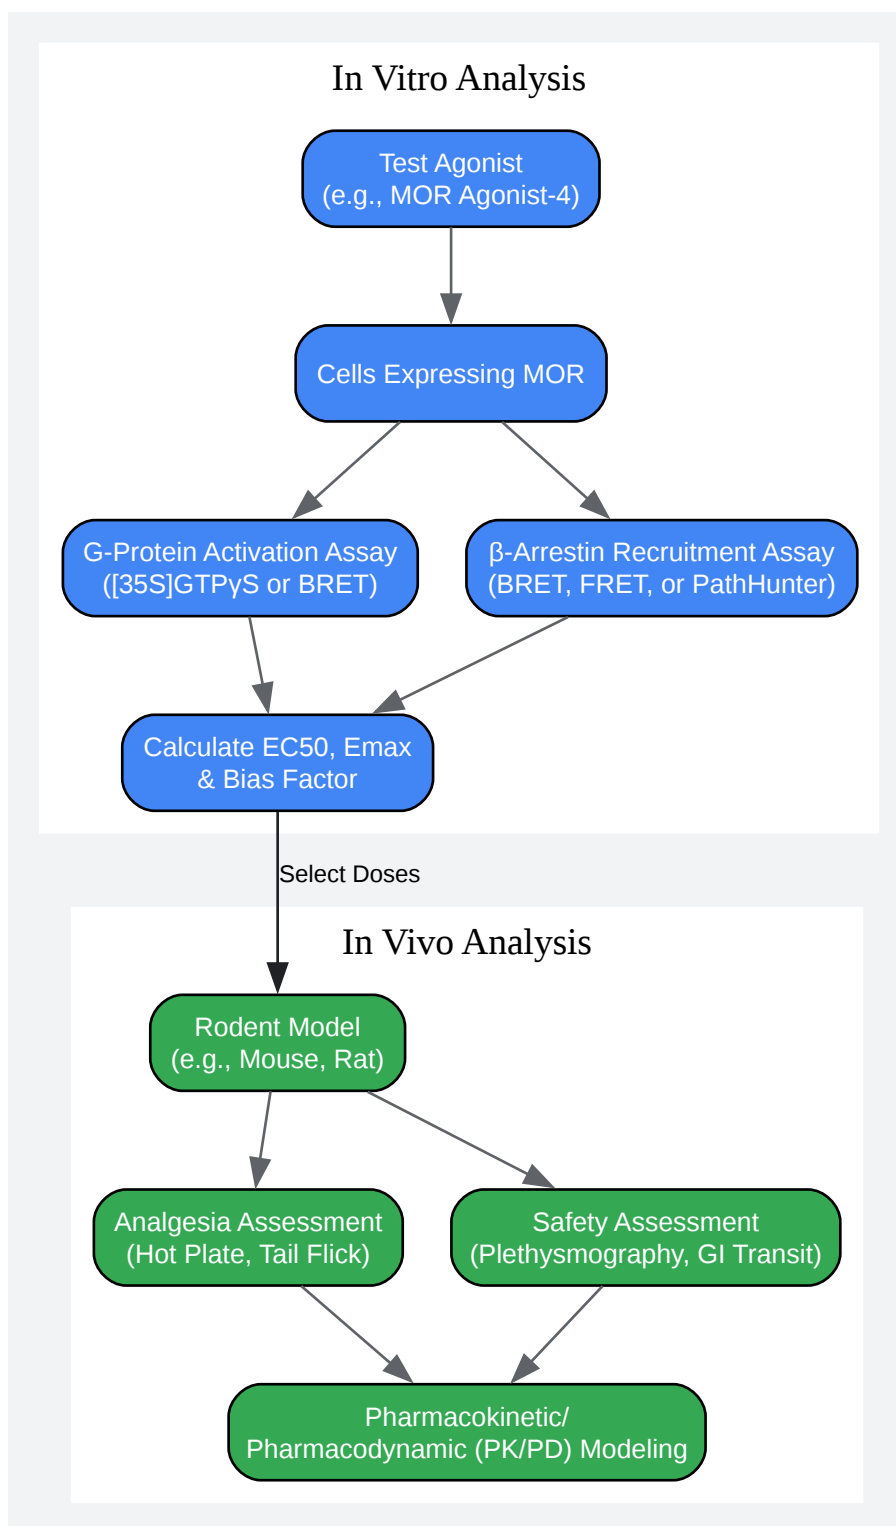 In Vitro Analysis
Test Agonist
(e.g., MOR Agonist-4)
Cells Expressing MOR
G-Protein Activation Assay
([35S]GTPγS or BRET)
β-Arrestin Recruitment Assay
(BRET, FRET, or PathHunter)
Calculate EC50, Emax
& Bias Factor
Select Doses
In Vivo Analysis
Rodent Model
(e.g., Mouse, Rat)
Analgesia Assessment
(Hot Plate, Tail Flick)
Safety Assessment
(Plethysmography, GI Transit)
Pharmacokinetic/
Pharmacodynamic (PK/PD) Modeling